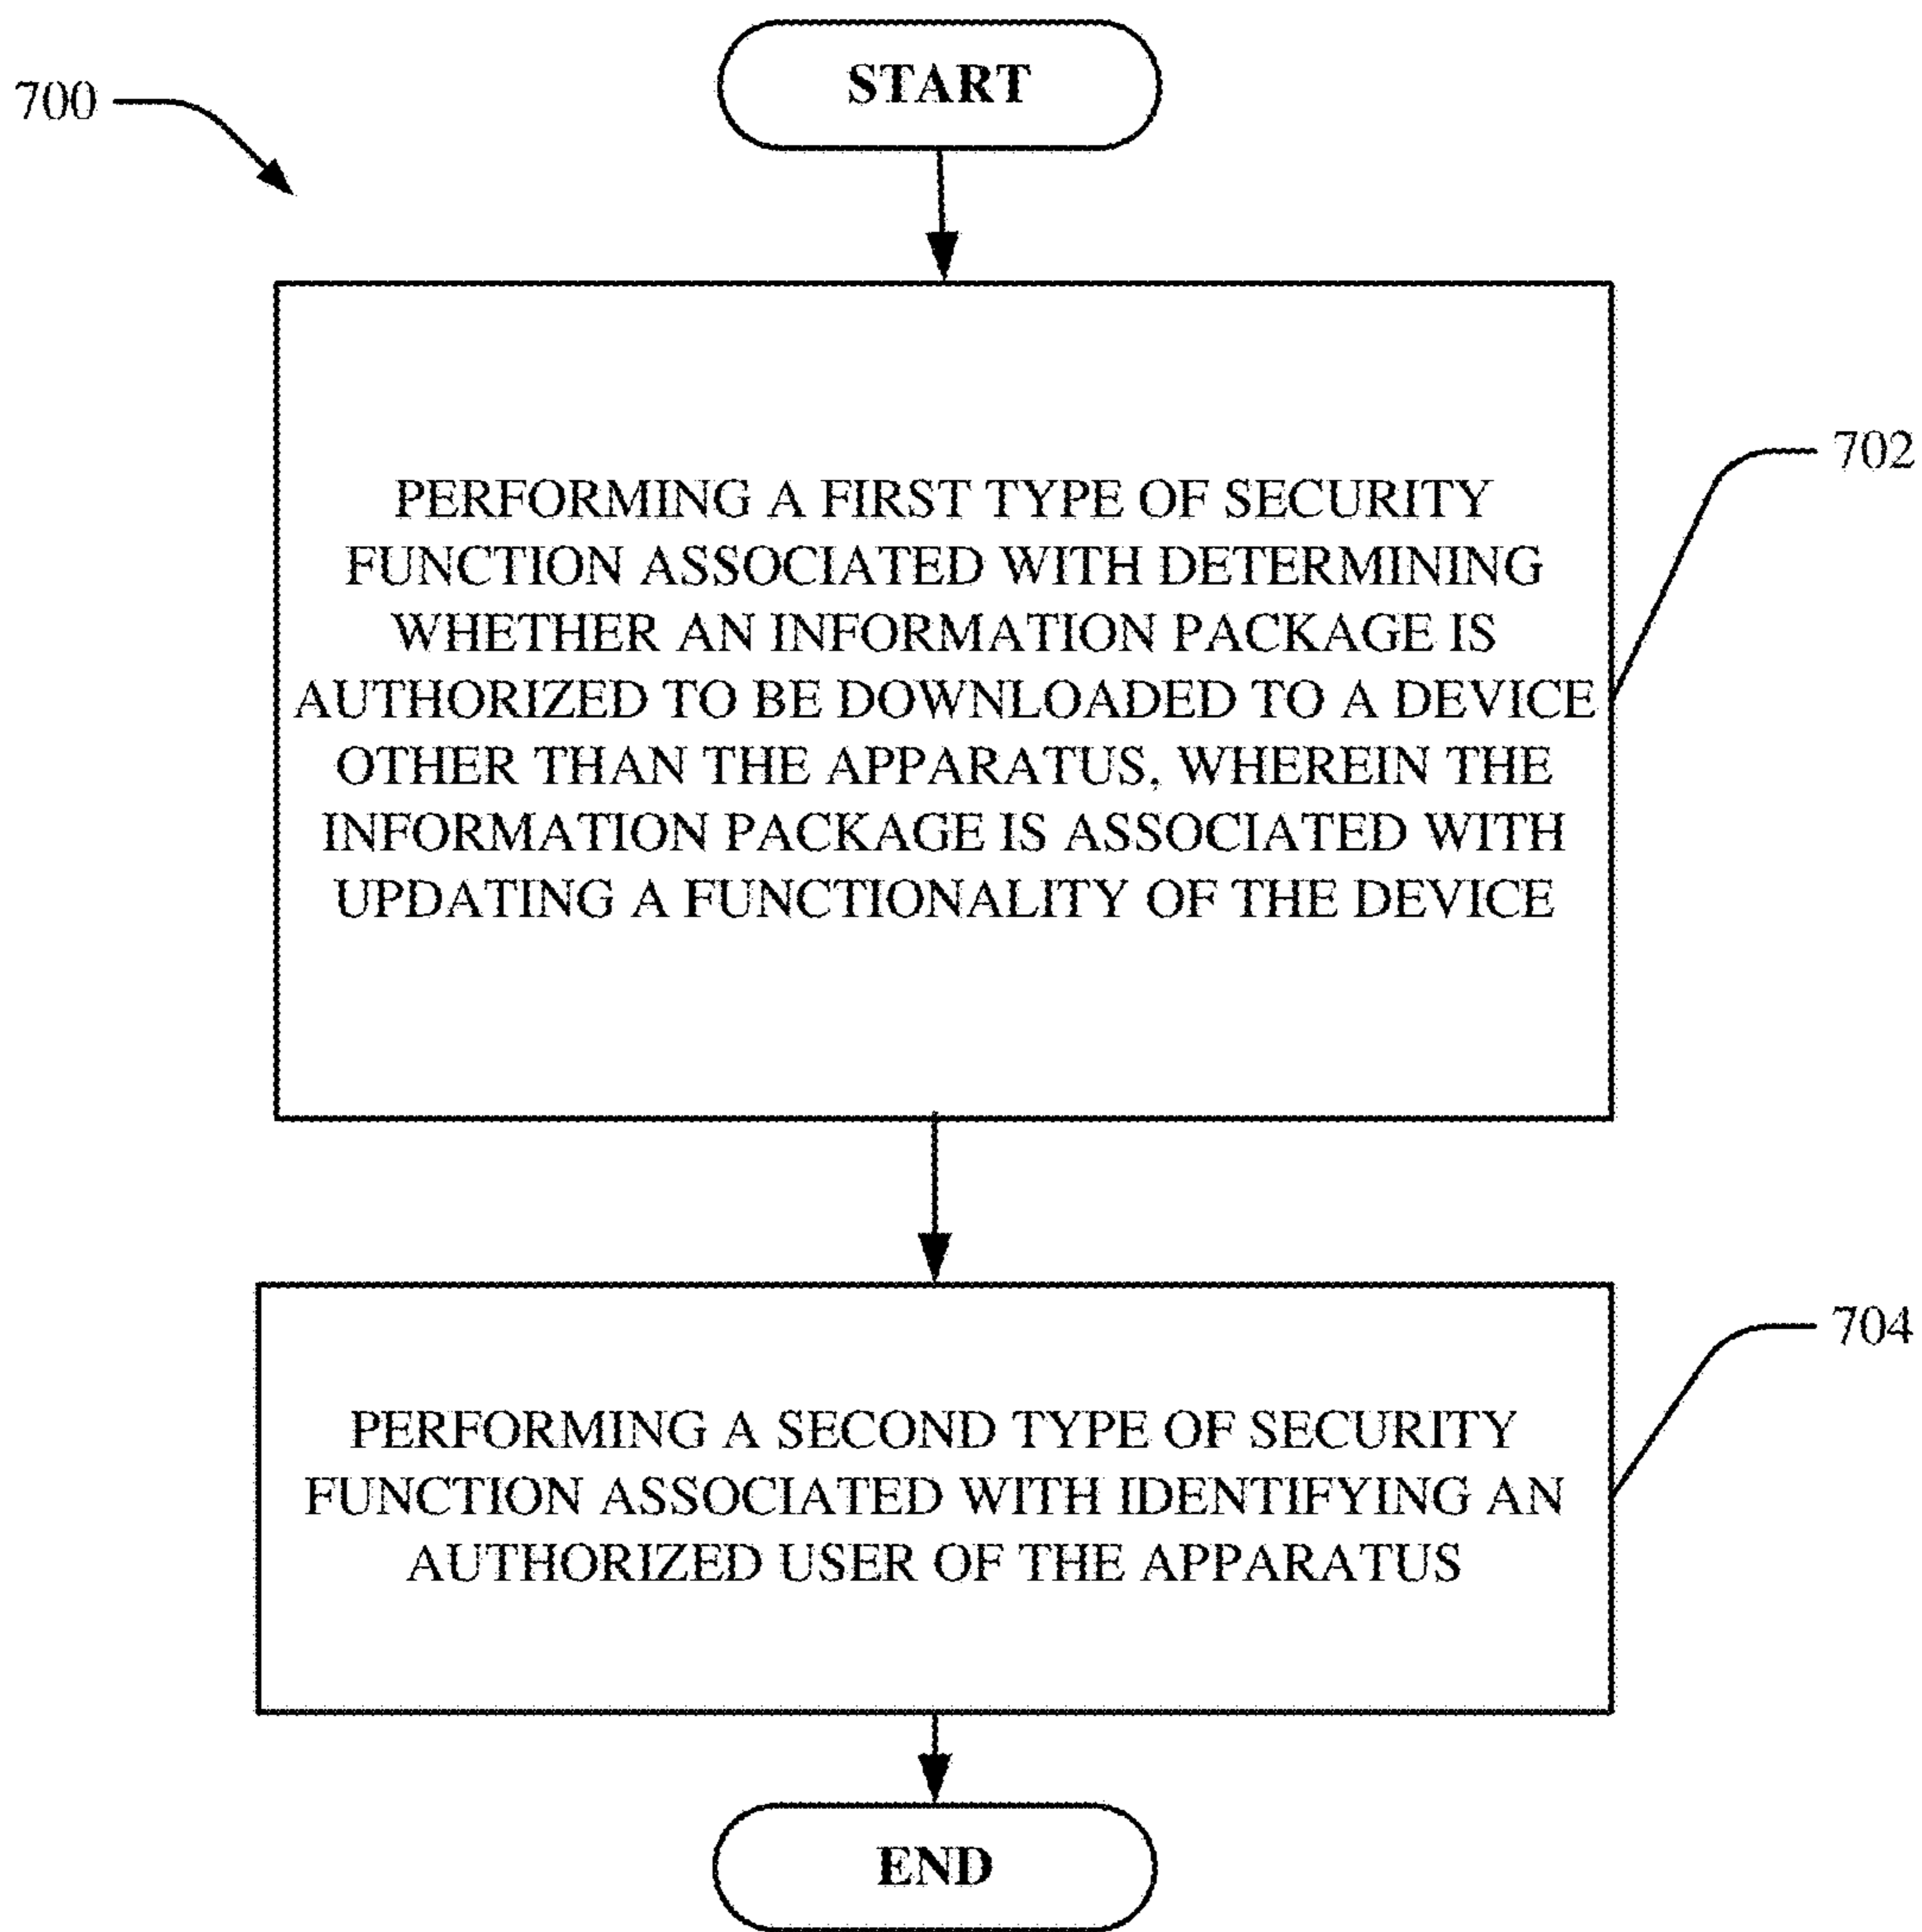 START
700
PERFORMING A FIRST TYPE OF SECURITY
FUNCTION ASSOCIATED WITH DETERMINING
WHETHER AN INFORMATION PACKAGE IS
AUTHORIZED TO BE DOWNLOADED TO A DEVICE
OTHER THAN THE APPARATUS, WHEREIN THE
INFORMATION PACKAGE IS ASSOCIATED WITH
UPDATING A FUNCTIONALITY OF THE DEVICE
702
PERFORMING A SECOND TYPE OF SECURITY
FUNCTION ASSOCIATED WITH IDENTIFYING AN
AUTHORIZED USER OF THE APPARATUS
704
END